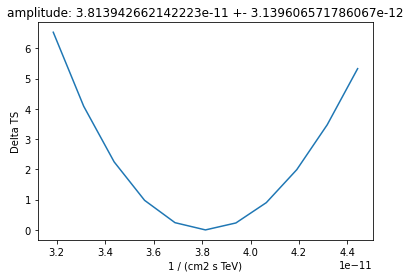 amplitude: 3.813942662142223e-11 +- 3.139606571786067e-12
6
5
4
3
2
1
0
Delta TS
3.2 3.4 3.6 3.8 4.0 4.2 4.4
1 / (cm2 s TeV)
1e-11